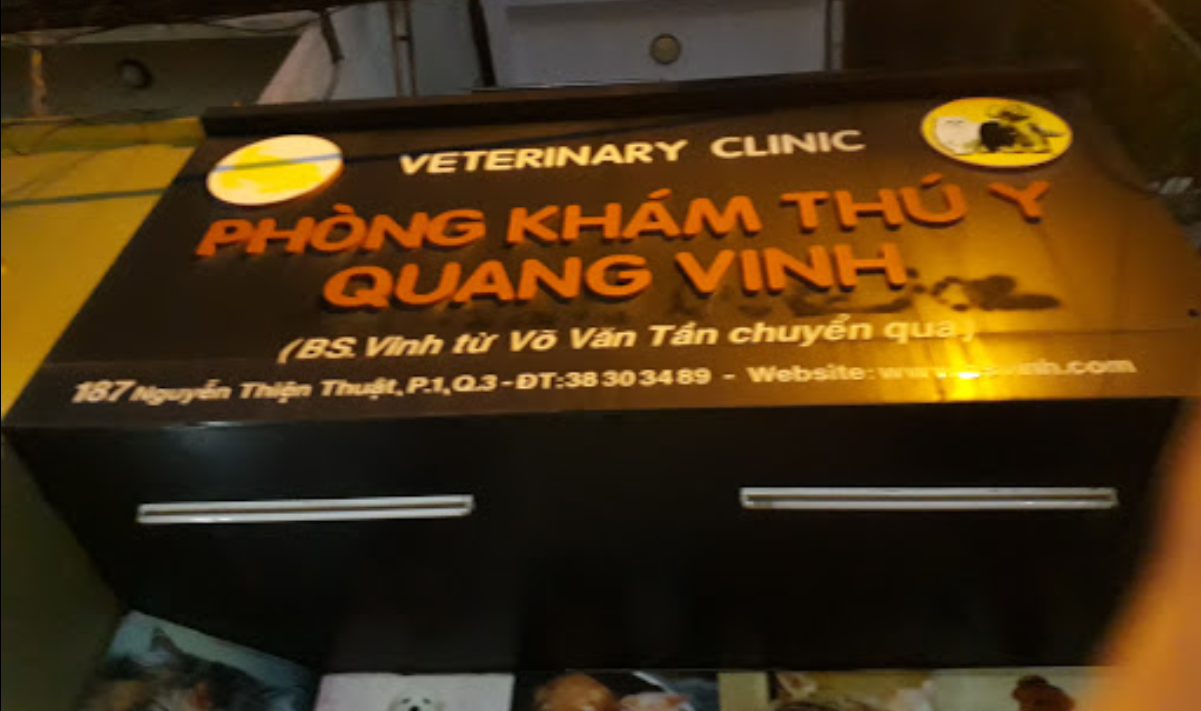 VETERINARY CLINIC
PHÒNG KHÁM THÚ Y
QUANG VINH
(BS. Vinh từ Võ Văn Tần chuyển qua)
187 Nguyễn Thiện Thuật, P.1, Q.3 - ĐT: 38 30 34 89 - Website: